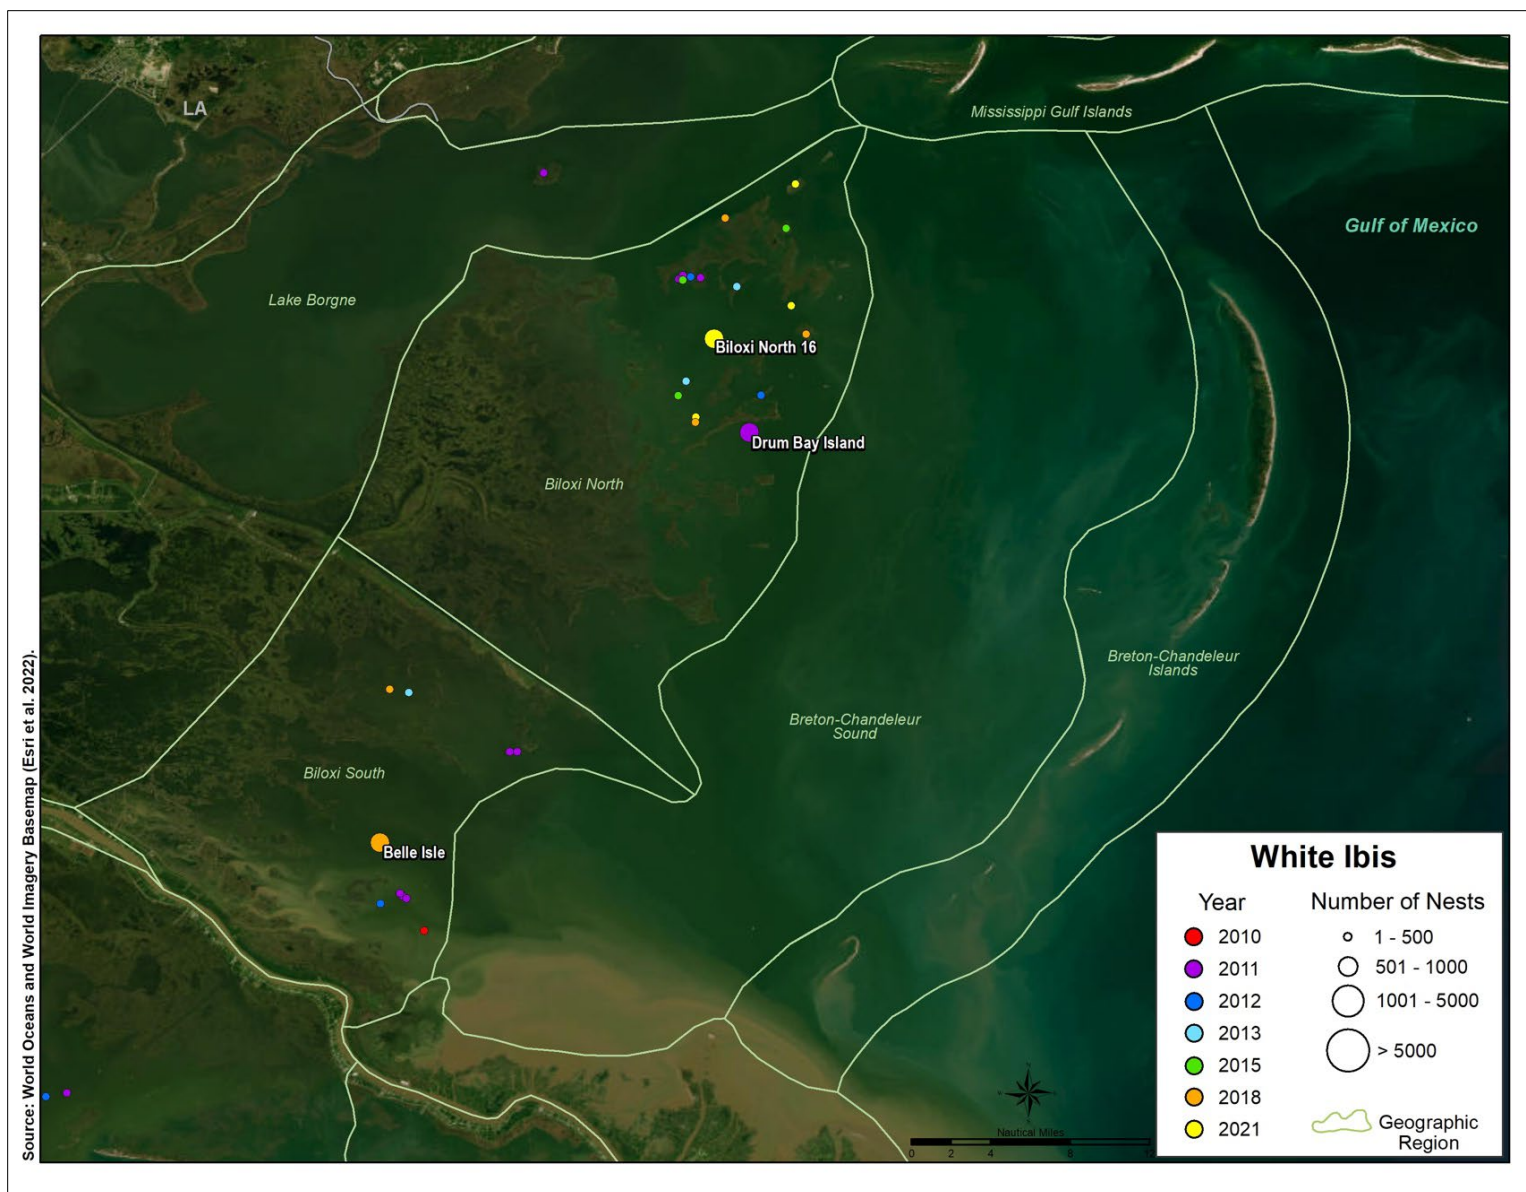 LA
Mississippi Gulf Islands
Gulf of Mexico
Lake Borgne
Biloxi North 16
Drum Bay Island
Biloxi North
Breton-Chandeleur
Islands
Breton-Chandeleur
Sound
Biloxi South
Belle Isle
White Ibis
Year
2010
2011
2012
2013
2015
2018
2021
Number of Nests
1 - 500
501 - 1000
1001 - 5000
> 5000
Geographic
Region
Nautical Miles
0 2 4 8
Source: World Oceans and World Imagery Basemap (Esri et al. 2022).